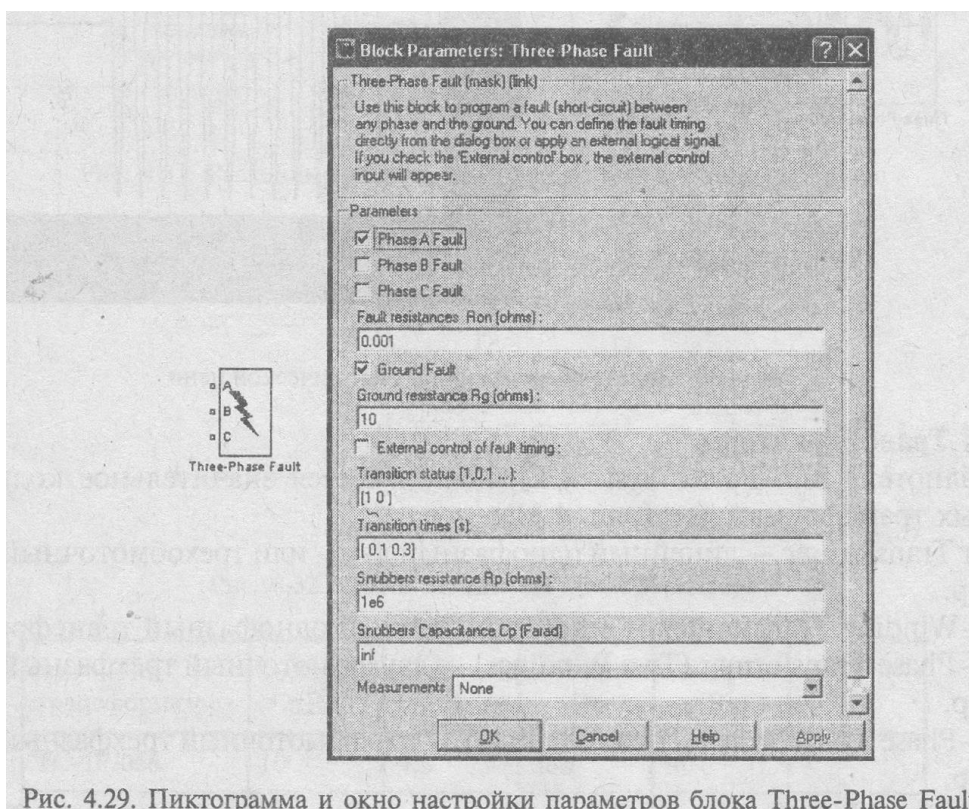 Block Parameters: Three-Phase Fault
Three-Phase Fault (mask) (link)
Use this block to program a fault (short-circuit) between
any phase and the ground. You can define the fault timing
directly from the dialog box or apply an external logical signal.
If you check the 'External control' box , the external control
input will appear.
Parameters
Phase A Fault
Phase B Fault
Phase C Fault
Fault resistances Ron (ohms) :
0.001
Ground Fault
Ground resistance Rg (ohms) :
10
External control of fault timing :
Transition status [1,0,1 ...]:
[1 0 ]
Transition times (s):
[ 0.1 0.3]
Snubbers resistance Rp (ohms) :
1e6
Snubbers Capacitance Cp (Farad)
inf
Measurements None
OK Cancel Help Apply
A
B
C
Three-Phase Fault
Рис. 4.29. Пиктограмма и окно настройки параметров блока Three-Phase Faul